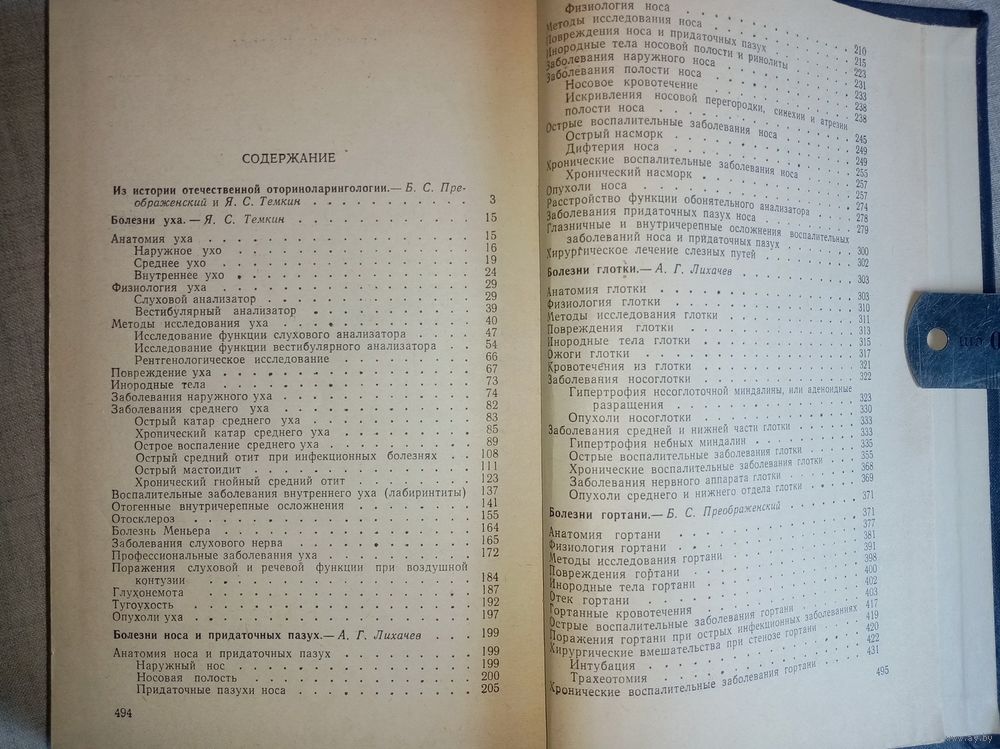 СОДЕРЖАНИЕ
Из истории отечественной оториноларингологии.— Б. С. Пре-
ображенский и Я. С. Темкин 3
Болезни уха.— Я. С. Темкин 15
Анатомия уха 15
Наружное ухо 16
Среднее ухо 19
Внутреннее ухо 24
Физиология уха 29
Слуховой анализатор 29
Вестибулярный анализатор 39
Методы исследования уха 40
Исследование функции слухового анализатора 47
Исследование функции вестибулярного анализатора 54
Рентгенологическое исследование 66
Повреждение уха 67
Инородные тела 73
Заболевания наружного уха 74
Заболевания среднего уха 82
Острый катар среднего уха 83
Хронический катар среднего уха 85
Острое воспаление среднего уха 89
Острый средний отит при инфекционных болезнях 108
Острый мастоидит 111
Хронический гнойный средний отит 123
Воспалительные заболевания внутреннего уха (лабиринтиты) 137
Отогенные внутричерепные осложнения 141
Отосклероз 155
Болезнь Меньера 164
Заболевания слухового нерва 165
Профессиональные заболевания уха 172
Поражения слуховой и речевой функции при воздушной
контузии 184
Глухонемота 187
Тугоухость 192
Опухоли уха 197
Болезни носа и придаточных пазух.— А. Г. Лихачев 199
Анатомия носа и придаточных пазух 199
Наружный нос 199
Носовая полость 200
Придаточные пазухи носа 205
494
Физиология носа 210
Методы исследования носа 215
Повреждения носа и придаточных пазух 223
Инородные тела носовой полости и ринолиты 231
Заболевания наружного носа 233
Заболевания полости носа 238
Носовое кровотечение 238
Искривления носовой перегородки, синехии и атрезии
полости носа 245
Острые воспалительные заболевания носа 249
Острый насморк 249
Дифтерия носа 255
Хронические воспалительные заболевания носа 257
Хронический насморк 257
Опухоли носа 274
Расстройство функции обонятельного анализатора 278
Заболевания придаточных пазух носа 279
Глазничные и внутричерепные осложнения воспалительных
заболеваний носа и придаточных пазух 300
Хирургическое лечение слезных путей 302
Болезни глотки.— А. Г. Лихачев 303
Анатомия глотки 303
Физиология глотки 310
Методы исследования глотки 311
Повреждения глотки 313
Инородные тела глотки 315
Ожоги глотки 317
Кровотечения из глотки 321
Заболевания носоглотки 322
Гипертрофия носоглоточной миндалины, или аденоидные
разращения 323
Опухоли носоглотки 330
Заболевания средней и нижней части глотки 333
Гипертрофия небных миндалин 333
Острые воспалительные заболевания глотки 335
Хронические воспалительные заболевания глотки 355
Заболевания нервного аппарата глотки 368
Опухоли среднего и нижнего отдела глотки 369
Болезни гортани.— Б. С. Преображенский 371
Анатомия гортани 371
Физиология гортани 377
Методы исследования гортани 381
Повреждения гортани 391
Инородные тела гортани 398
Отек гортани 400
Гортанные кровотечения 402
Острые воспалительные заболевания гортани 403
Поражения гортани при острых инфекционных заболеваниях 417
Хирургические вмешательства при стенозе гортани 419
Интубация 420
Трахеотомия 422
Хронические воспалительные заболевания гортани 431
495
www.ay.by